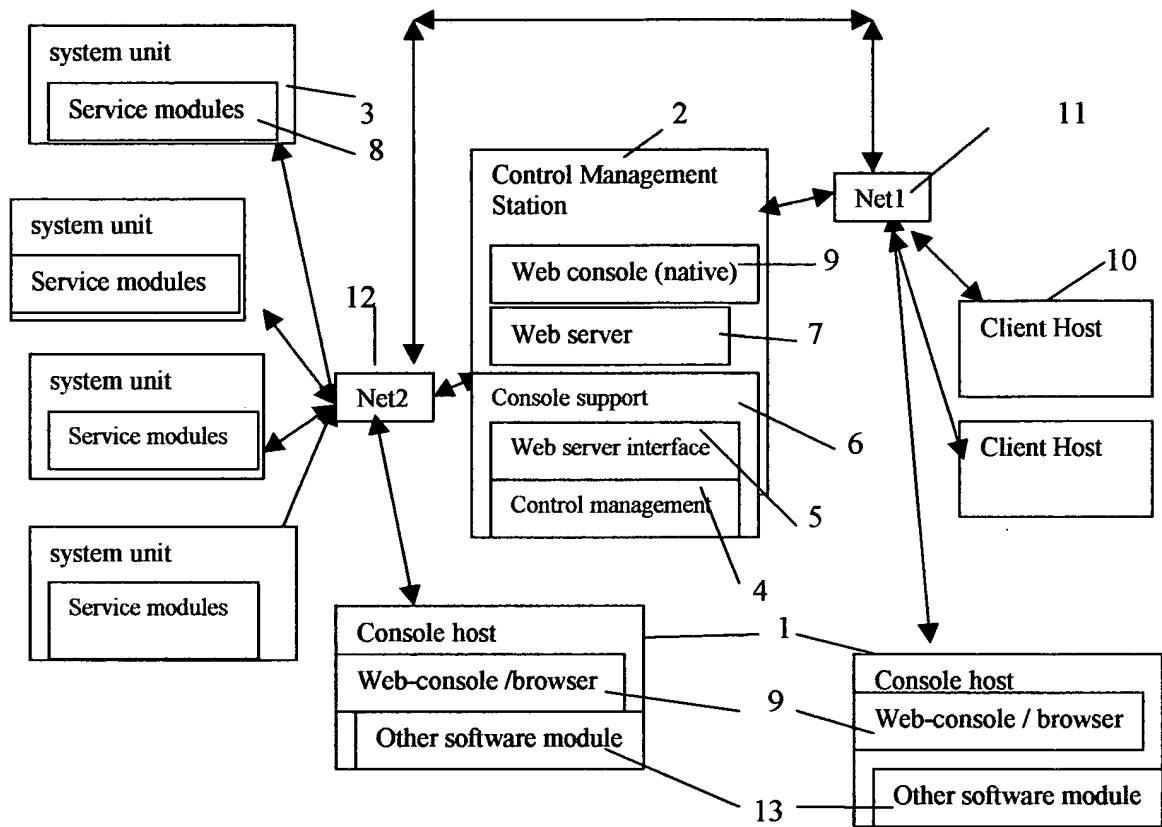 system unit
Service modules
3
8
system unit
Service modules
system unit
Service modules
system unit
Service modules
12
Net2
2
Control Management
Station
Web console (native)
9
Web server
7
Console support
6
Web server interface
5
Control management
4
11
Net1
10
Client Host
Client Host
Console host
1
Web-console /browser
9
Other software module
13
Console host
Web-console / browser
Other software module